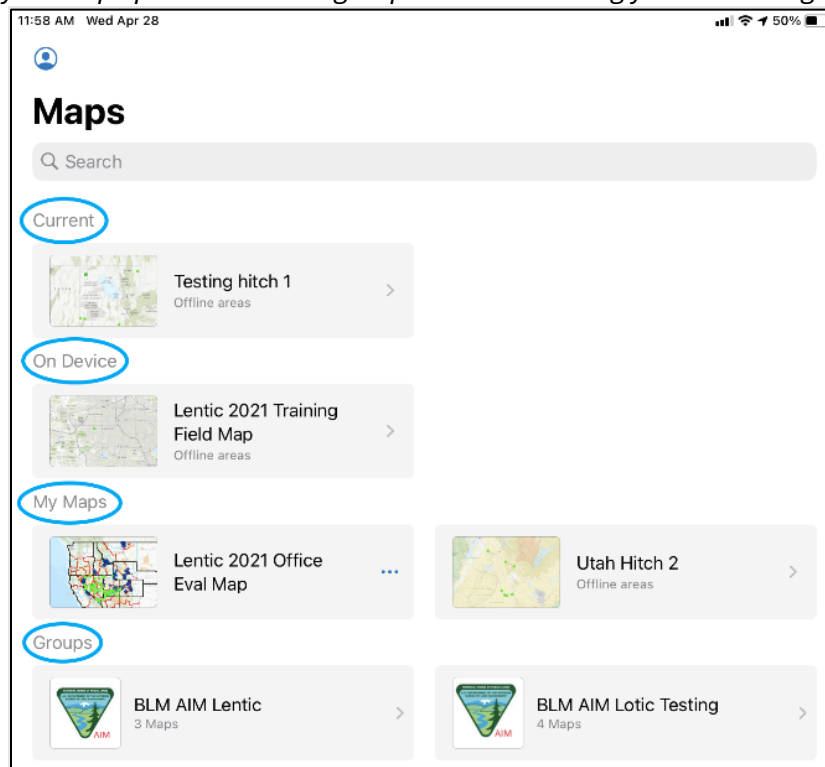 11:58 AM Wed Apr 28
50%
Maps
Search
Current
Testing hitch 1
Offline areas
On Device
Lentic 2021 Training
Field Map
Offline areas
My Maps
Lentic 2021 Office
Eval Map
Utah Hitch 2
Offline areas
Groups
BLM AIM Lentic
3 Maps
AIM
BLM AIM Lotic Testing
4 Maps
AIM